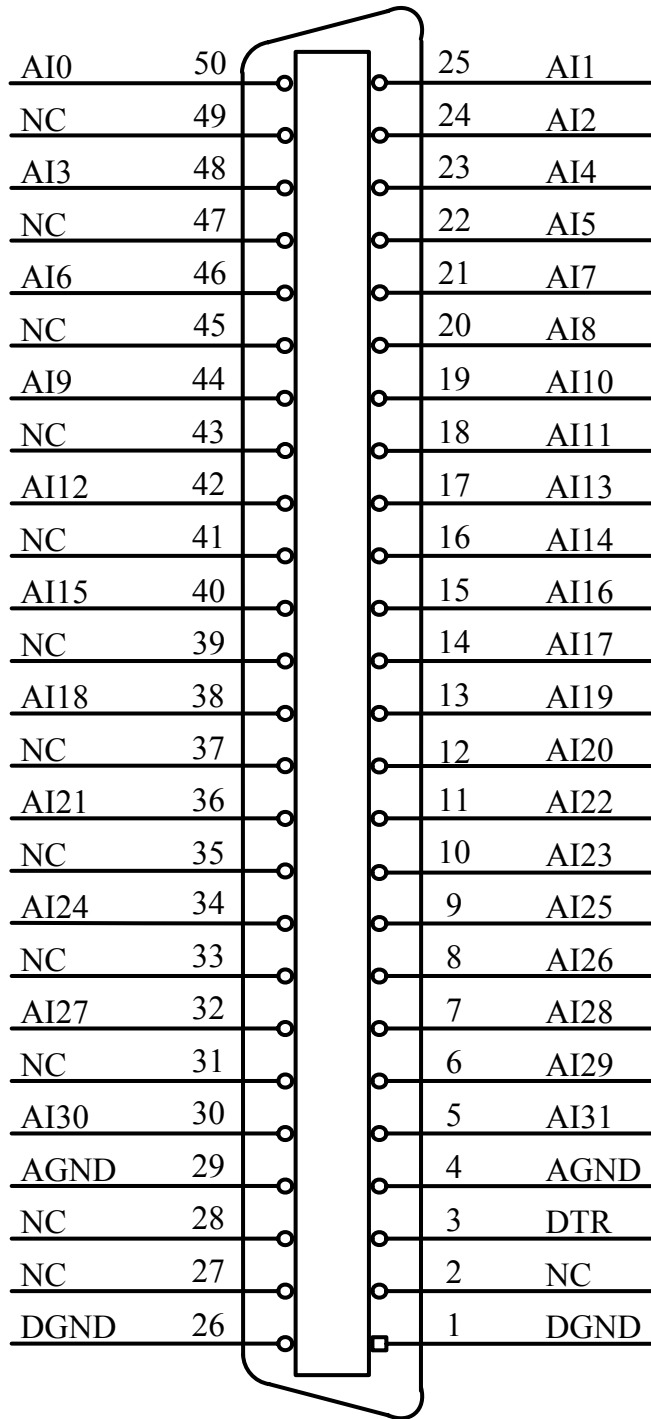 AI0 50 25 AI1
NC 49 24 AI2
AI3 48 23 AI4
NC 47 22 AI5
AI6 46 21 AI7
NC 45 20 AI8
AI9 44 19 AI10
NC 43 18 AI11
AI12 42 17 AI13
NC 41 16 AI14
AI15 40 15 AI16
NC 39 14 AI17
AI18 38 13 AI19
NC 37 12 AI20
AI21 36 11 AI22
NC 35 10 AI23
AI24 34 9 AI25
NC 33 8 AI26
AI27 32 7 AI28
NC 31 6 AI29
AI30 30 5 AI31
AGND 29 4 AGND
NC 28 3 DTR
NC 27 2 NC
DGND 26 1 DGND